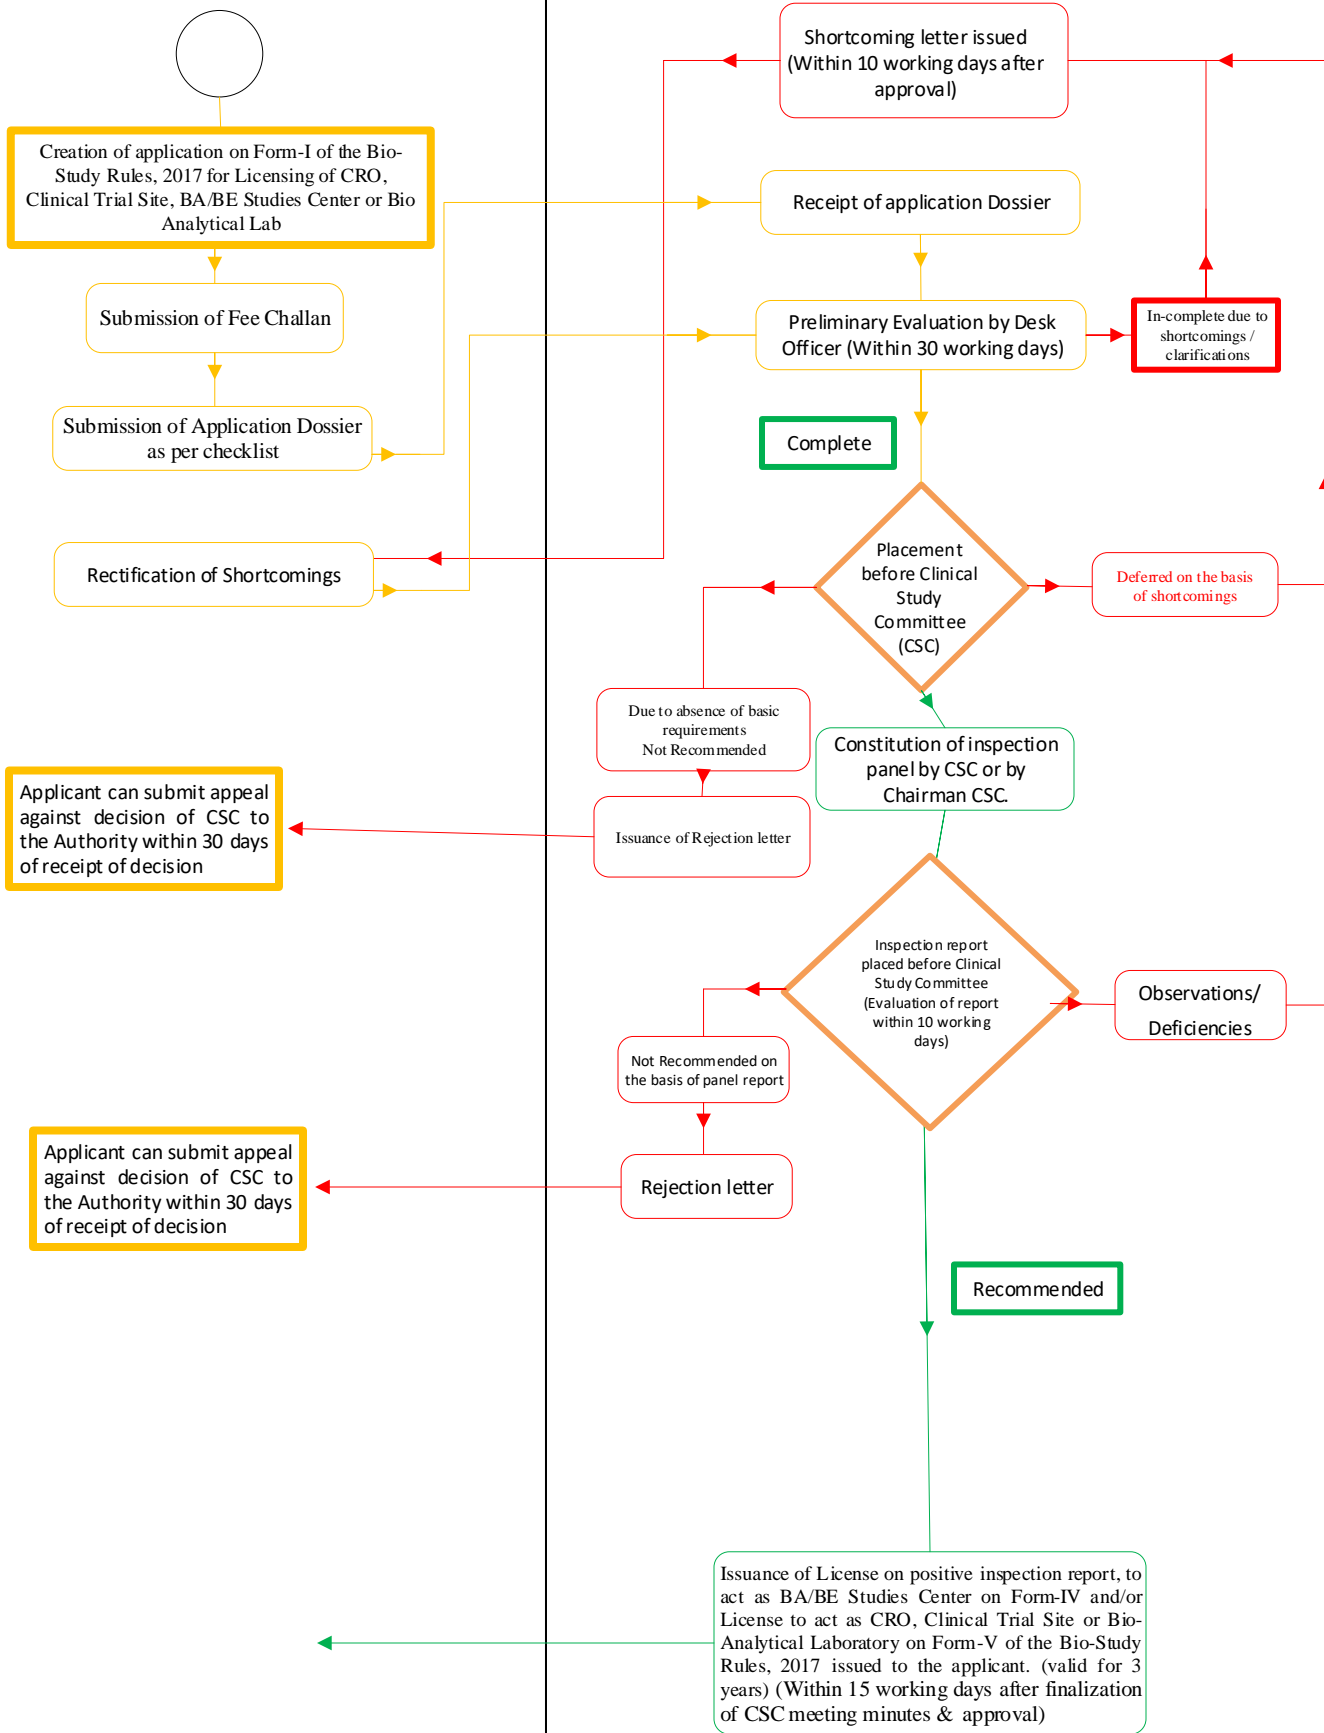 Shortcoming letter issued
(Within 10 working days after
approval)
Creation of application on Form-I of the Bio-
Study Rules, 2017 for Licensing of CRO,
Clinical Trial Site, BA/BE Studies Center or Bio
Analytical Lab
Receipt of application Dossier
Submission of Fee Challan
Preliminary Evaluation by Desk
Officer (Within 30 working days)
In-complete due to
shortcomings /
clarifications
Submission of Application Dossier
as per checklist
Complete
Rectification of Shortcomings
Placement
before Clinical
Study
Committee
(CSC)
Deferred on the basis
of shortcomings
Due to absence of basic
requirements
Not Recommended
Constitution of inspection
panel by CSC or by
Chairman CSC.
Applicant can submit appeal
against decision of CSC to
the Authority within 30 days
of receipt of decision
Issuance of Rejection letter
Inspection report
placed before Clinical
Study Committee
(Evaluation of report
within 10 working
days)
Observations/
Deficiencies
Not Recommended on
the basis of panel report
Applicant can submit appeal
against decision of CSC to
the Authority within 30 days
of receipt of decision
Rejection letter
Recommended
Issuance of License on positive inspection report, to
act as BA/BE Studies Center on Form-IV and/or
License to act as CRO, Clinical Trial Site or Bio-
Analytical Laboratory on Form-V of the Bio-Study
Rules, 2017 issued to the applicant. (valid for 3
years) (Within 15 working days after finalization
of CSC meeting minutes & approval)